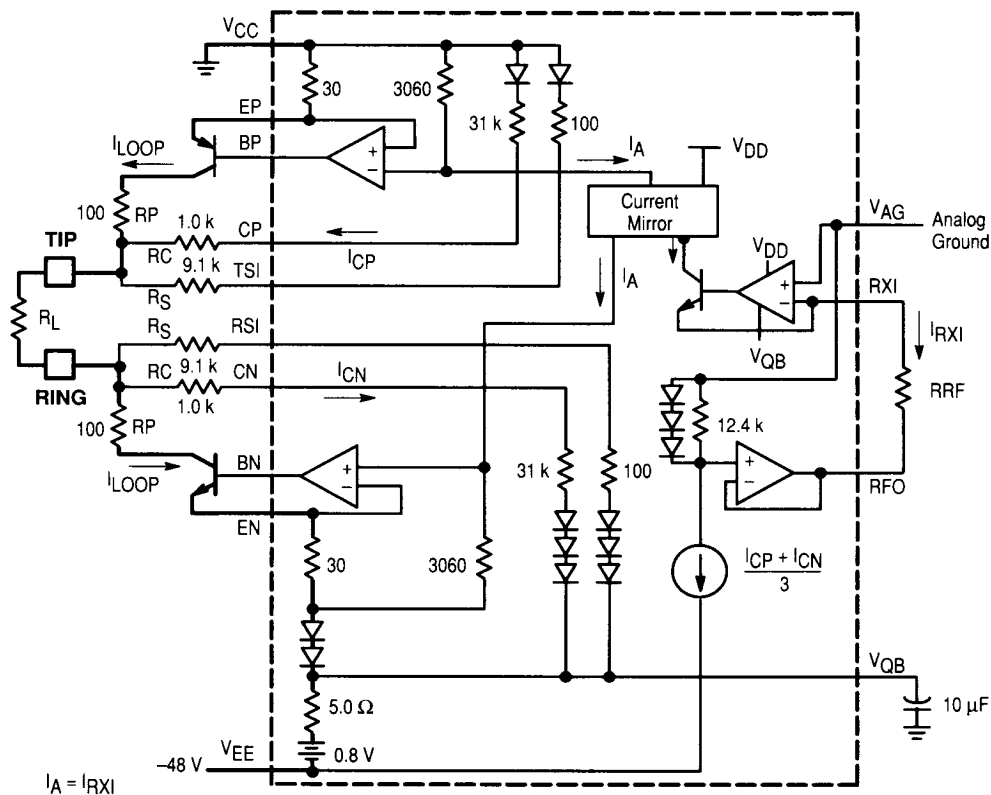 VCC
30
3060
EP
31 k
100
ILOOP
BP
+
−
IA
VDD
Current
Mirror
100
RP
1.0 k
CP
ICP
VAG
Analog
Ground
TIP
RC
9.1 k
TSI
IA
VDD
+
−
RXI
RS
RL
RS
RSI
VQB
IRXI
9.1 k
RC
CN
ICN
RING
1.0 k
RRF
12.4 k
100
RP
BN
+
−
31 k
100
+
−
RFO
ILOOP
EN
30
3060
ICP + ICN
3
VQB
5.0 Ω
10 µF
VEE
–48 V
0.8 V
IA = IRXI